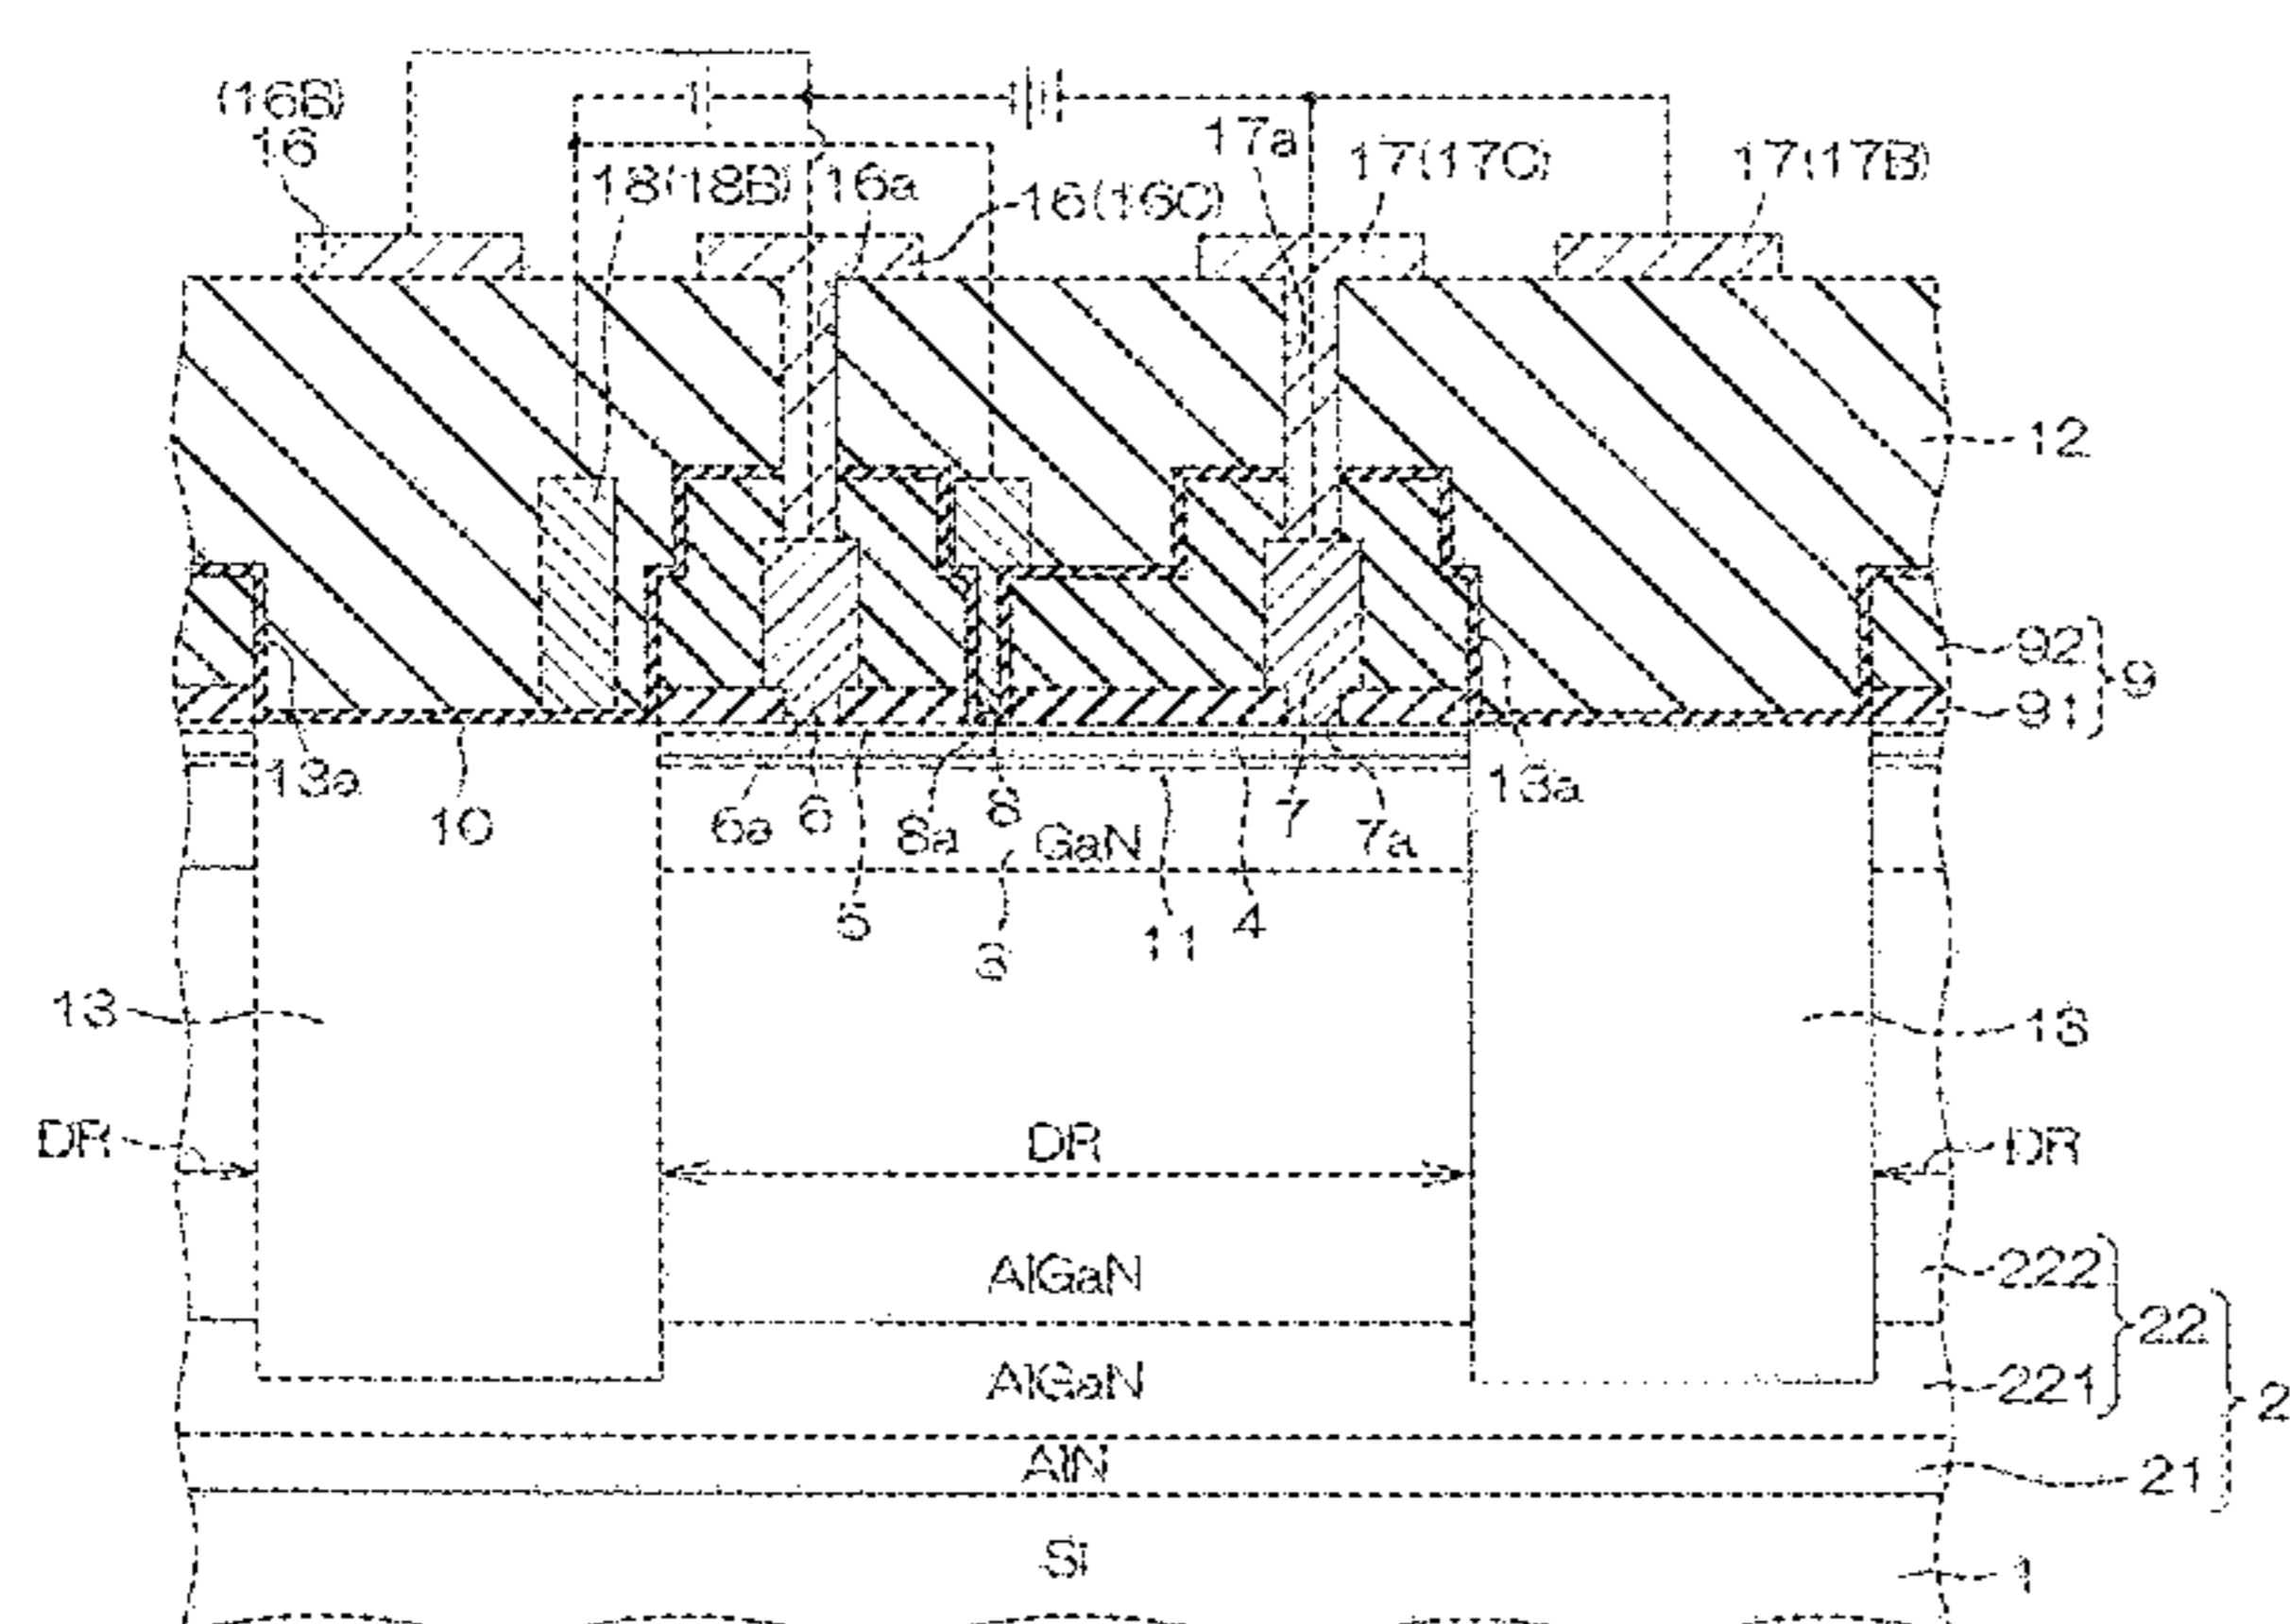 (16B)
16
18(18B)
16a
16(16C)
17a
17(17C)
17(17B)
12
92
9
91
13a
10
6a
6
5
8a
8
3
GaN
11
4
7
7a
13a
13
13
DR
DR
DR
AlGaN
222
22
AlGaN
221
2
AlN
21
Si
1